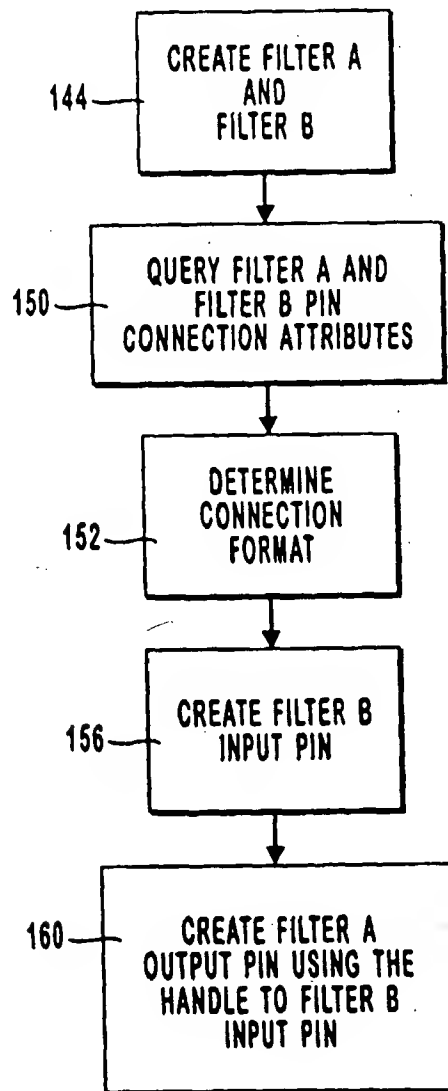 CREATE FILTER A
AND
FILTER B
144
QUERY FILTER A AND
FILTER B PIN
CONNECTION ATTRIBUTES
150
DETERMINE
CONNECTION
FORMAT
152
CREATE FILTER B
INPUT PIN
156
CREATE FILTER A
OUTPUT PIN USING THE
HANDLE TO FILTER B
INPUT PIN
160